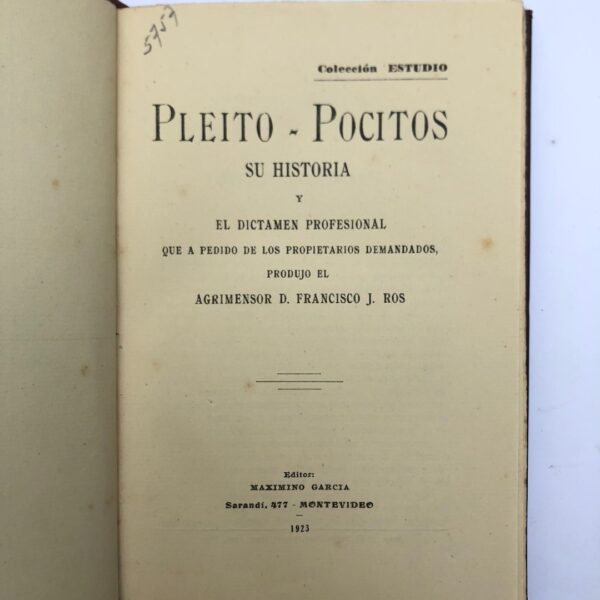 5757
Colección ESTUDIO
PLEITO - POCITOS
SU HISTORIA
Y
EL DICTAMEN PROFESIONAL
QUE A PEDIDO DE LOS PROPIETARIOS DEMANDADOS,
PRODUJO EL
AGRIMENSOR D. FRANCISCO J. ROS
Editor:
MAXIMINO GARCIA
Sarandí, 477 - MONTEVIDEO
1923